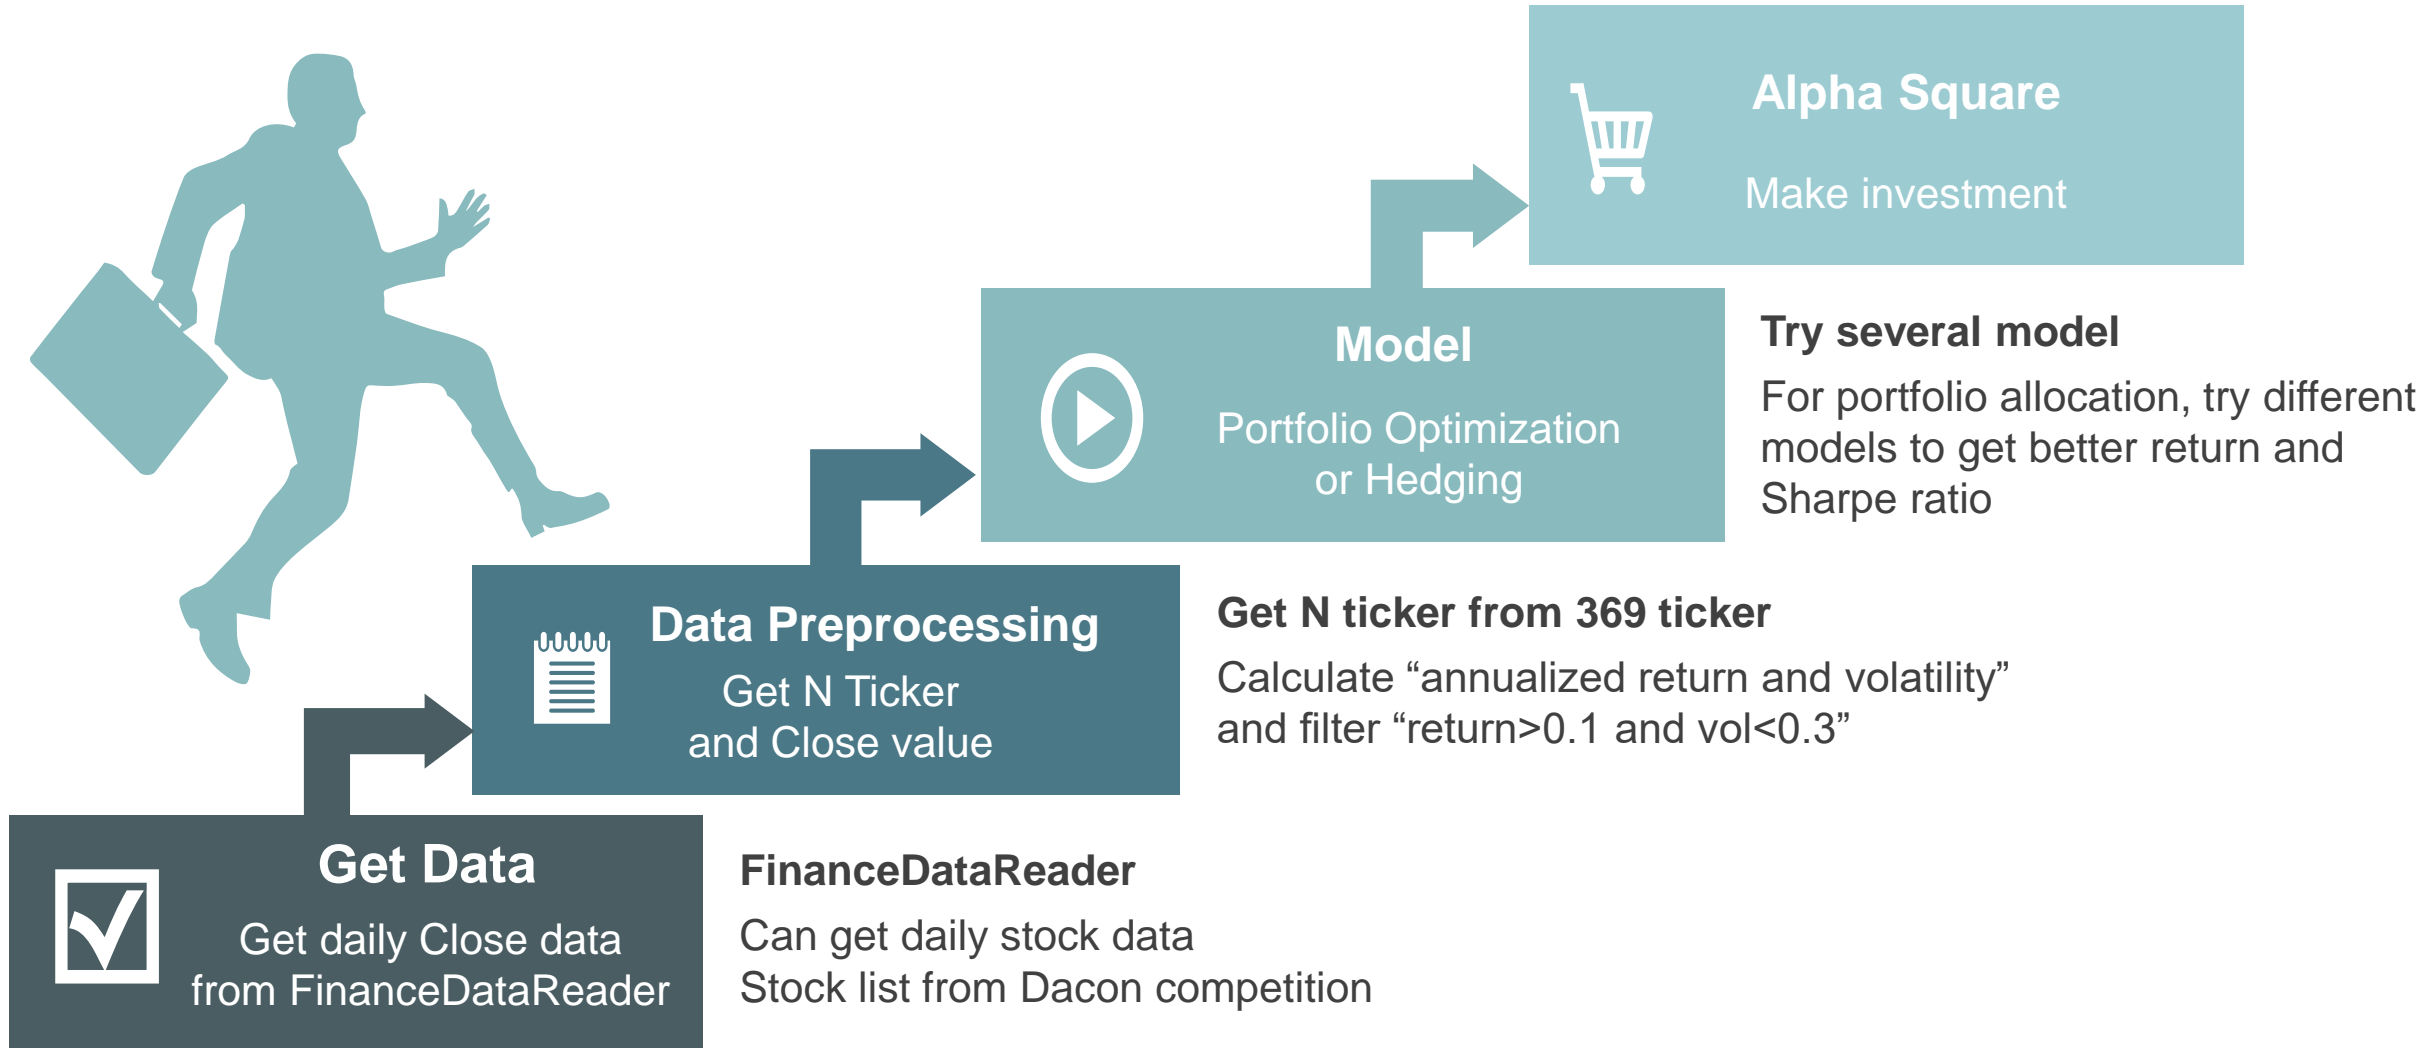 Alpha Square
Make investment
Model
Portfolio Optimization
or Hedging
Try several model
For portfolio allocation, try different
models to get better return and
Sharpe ratio
Data Preprocessing
Get N Ticker
and Close value
Get N ticker from 369 ticker
Calculate “annualized return and volatility”
and filter “return>0.1 and vol<0.3”
Get Data
Get daily Close data
from FinanceDataReader
FinanceDataReader
Can get daily stock data
Stock list from Dacon competition